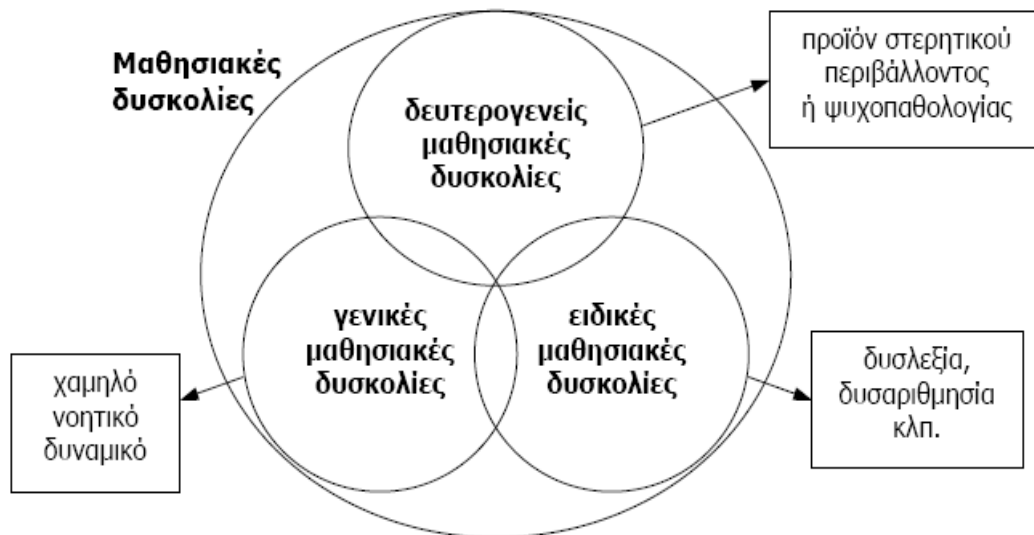 Μαθησιακές
δυσκολίες
δευτερογενείς
μαθησιακές
δυσκολίες
προϊόν στερητικού
περιβάλλοντος
ή ψυχοπαθολογίας
γενικές
μαθησιακές
δυσκολίες
ειδικές
μαθησιακές
δυσκολίες
χαμηλό
νοητικό
δυναμικό
δυσλεξία,
δυσαριθμησία
κλπ.